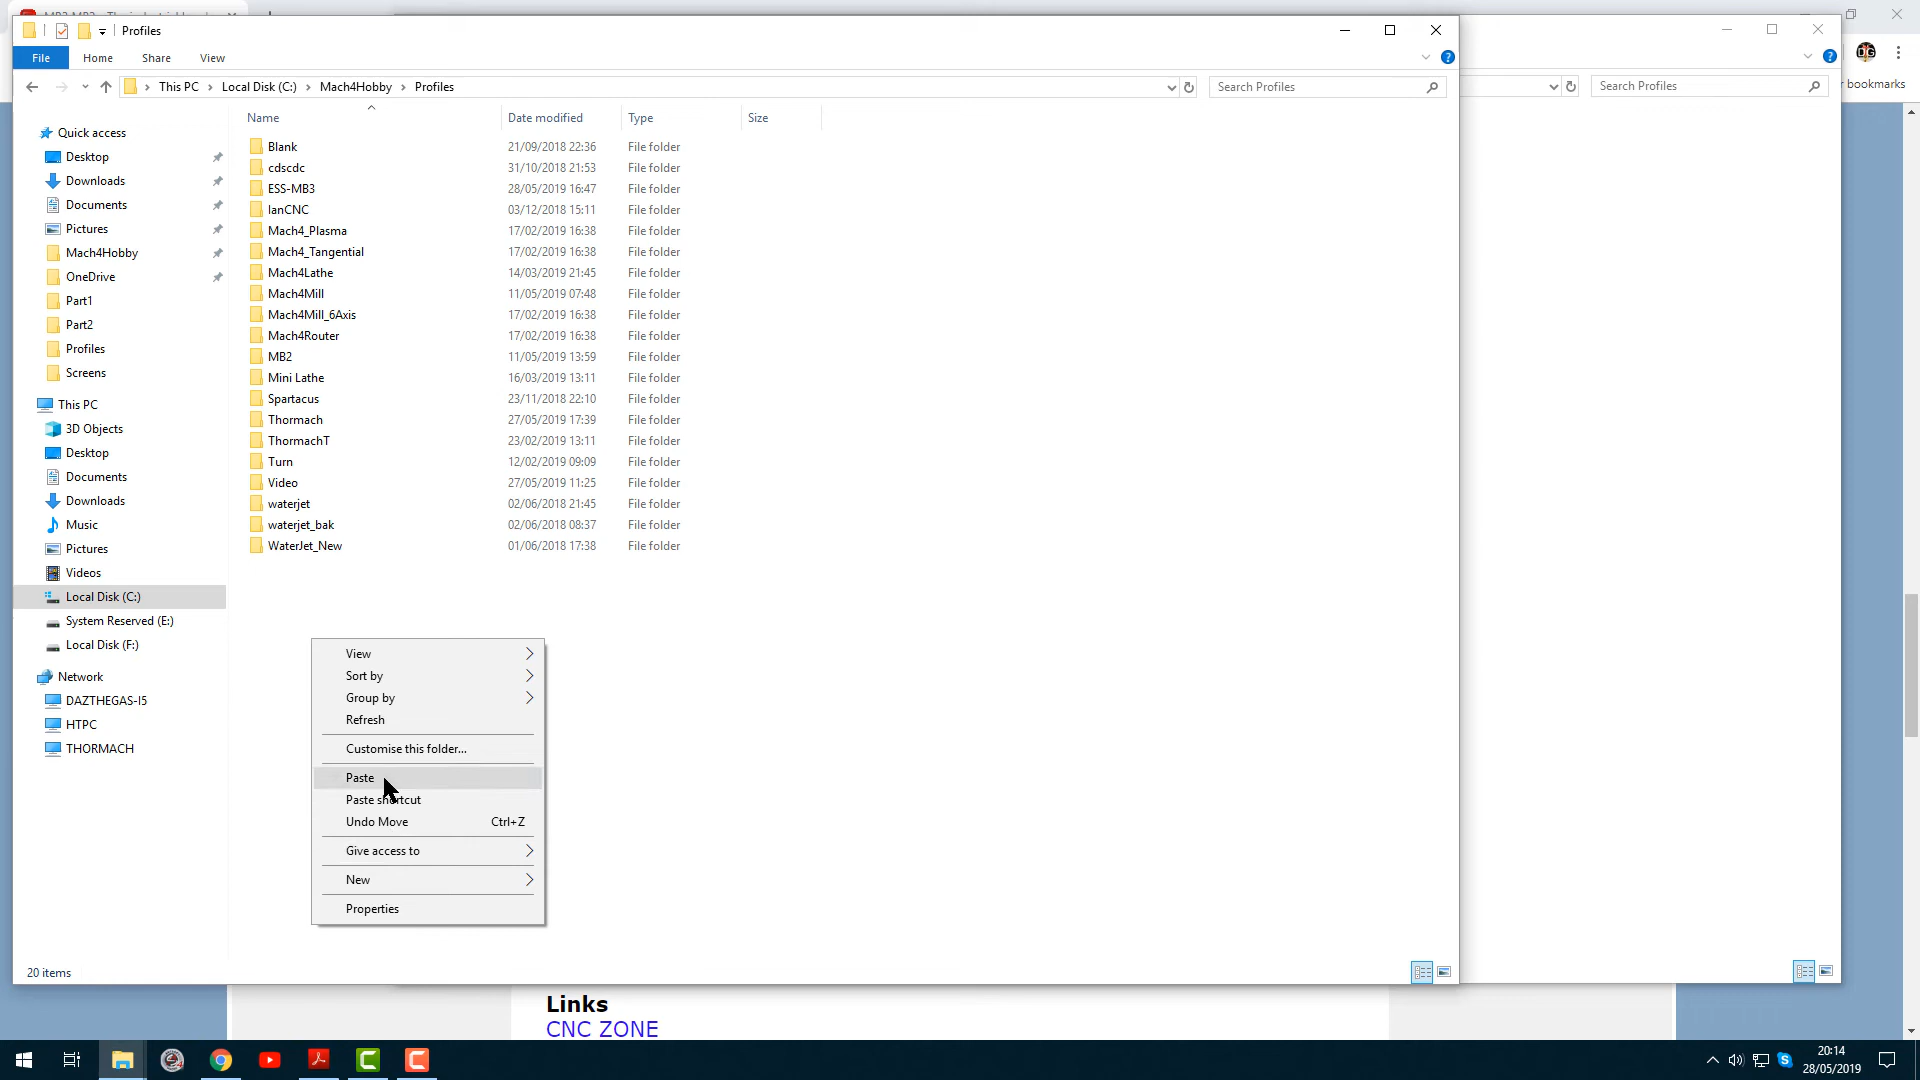 Profiles
File Home Share View
This PC Local Disk (C:) Mach4Hobby Profiles
Search Profiles
Search Profiles
bookmarks
Name Date modified Type Size
Quick access
Desktop
Downloads
Documents
Pictures
Mach4Hobby
OneDrive
Part1
Part2
Profiles
Screens
This PC
3D Objects
Desktop
Documents
Downloads
Music
Pictures
Videos
Local Disk (C:)
System Reserved (E:)
Local Disk (F:)
Network
DAZTHEGAS-I5
HTPC
THORMACH
Blank 21/09/2018 22:36 File folder
cdscdc 31/10/2018 21:53 File folder
ESS-MB3 28/05/2019 16:47 File folder
IanCNC 03/12/2018 15:11 File folder
Mach4_Plasma 17/02/2019 16:38 File folder
Mach4_Tangential 17/02/2019 16:38 File folder
Mach4Lathe 14/03/2019 21:45 File folder
Mach4Mill 11/05/2019 07:48 File folder
Mach4Mill_6Axis 17/02/2019 16:38 File folder
Mach4Router 17/02/2019 16:38 File folder
MB2 11/05/2019 13:59 File folder
Mini Lathe 16/03/2019 13:11 File folder
Spartacus 23/11/2018 22:10 File folder
Thormach 27/05/2019 17:39 File folder
ThormachT 23/02/2019 13:11 File folder
Turn 12/02/2019 09:09 File folder
Video 27/05/2019 11:25 File folder
waterjet 02/06/2018 21:45 File folder
waterjet_bak 02/06/2018 08:37 File folder
WaterJet_New 01/06/2018 17:38 File folder
View
Sort by
Group by
Refresh
Customise this folder...
Paste
Paste shortcut
Undo Move Ctrl+Z
Give access to
New
Properties
20 items
Links
CNC ZONE
20:14
28/05/2019